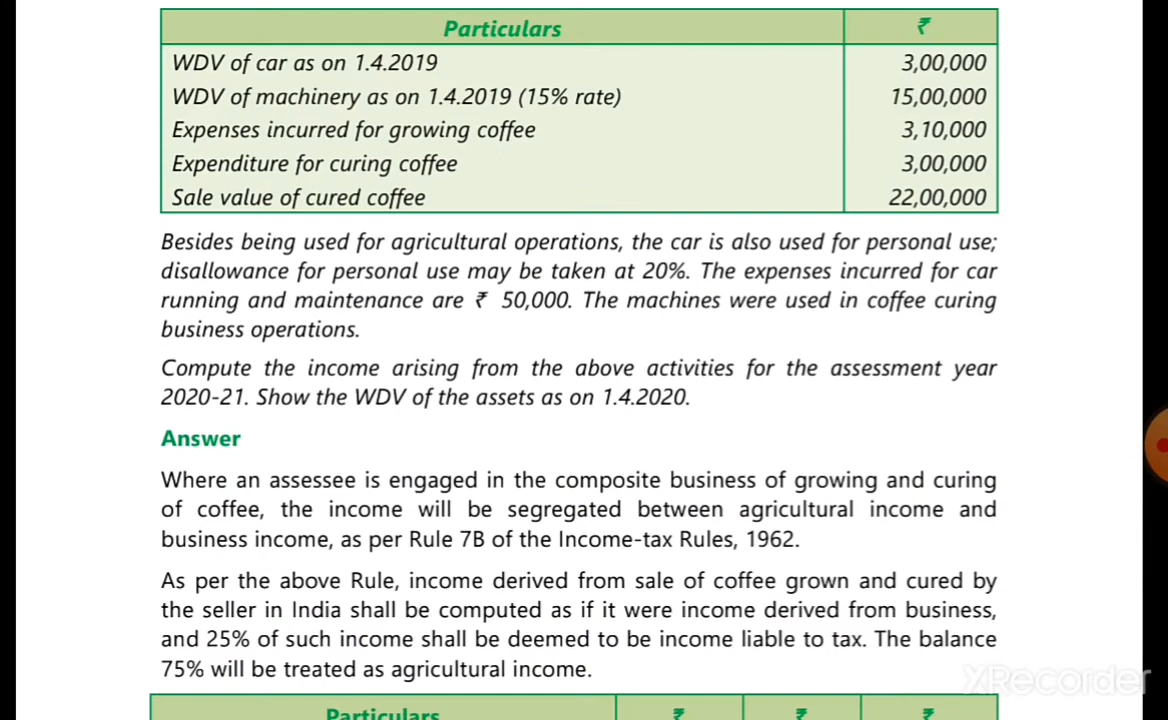 Particulars ₹
WDV of car as on 1.4.2019 3,00,000
WDV of machinery as on 1.4.2019 (15% rate) 15,00,000
Expenses incurred for growing coffee 3,10,000
Expenditure for curing coffee 3,00,000
Sale value of cured coffee 22,00,000
Besides being used for agricultural operations, the car is also used for personal use;
disallowance for personal use may be taken at 20%. The expenses incurred for car
running and maintenance are ₹ 50,000. The machines were used in coffee curing
business operations.
Compute the income arising from the above activities for the assessment year
2020-21. Show the WDV of the assets as on 1.4.2020.
Answer
Where an assessee is engaged in the composite business of growing and curing
of coffee, the income will be segregated between agricultural income and
business income, as per Rule 7B of the Income-tax Rules, 1962.
As per the above Rule, income derived from sale of coffee grown and cured by
the seller in India shall be computed as if it were income derived from business,
and 25% of such income shall be deemed to be income liable to tax. The balance
75% will be treated as agricultural income.
XRecorder
Particulars ₹ ₹ ₹